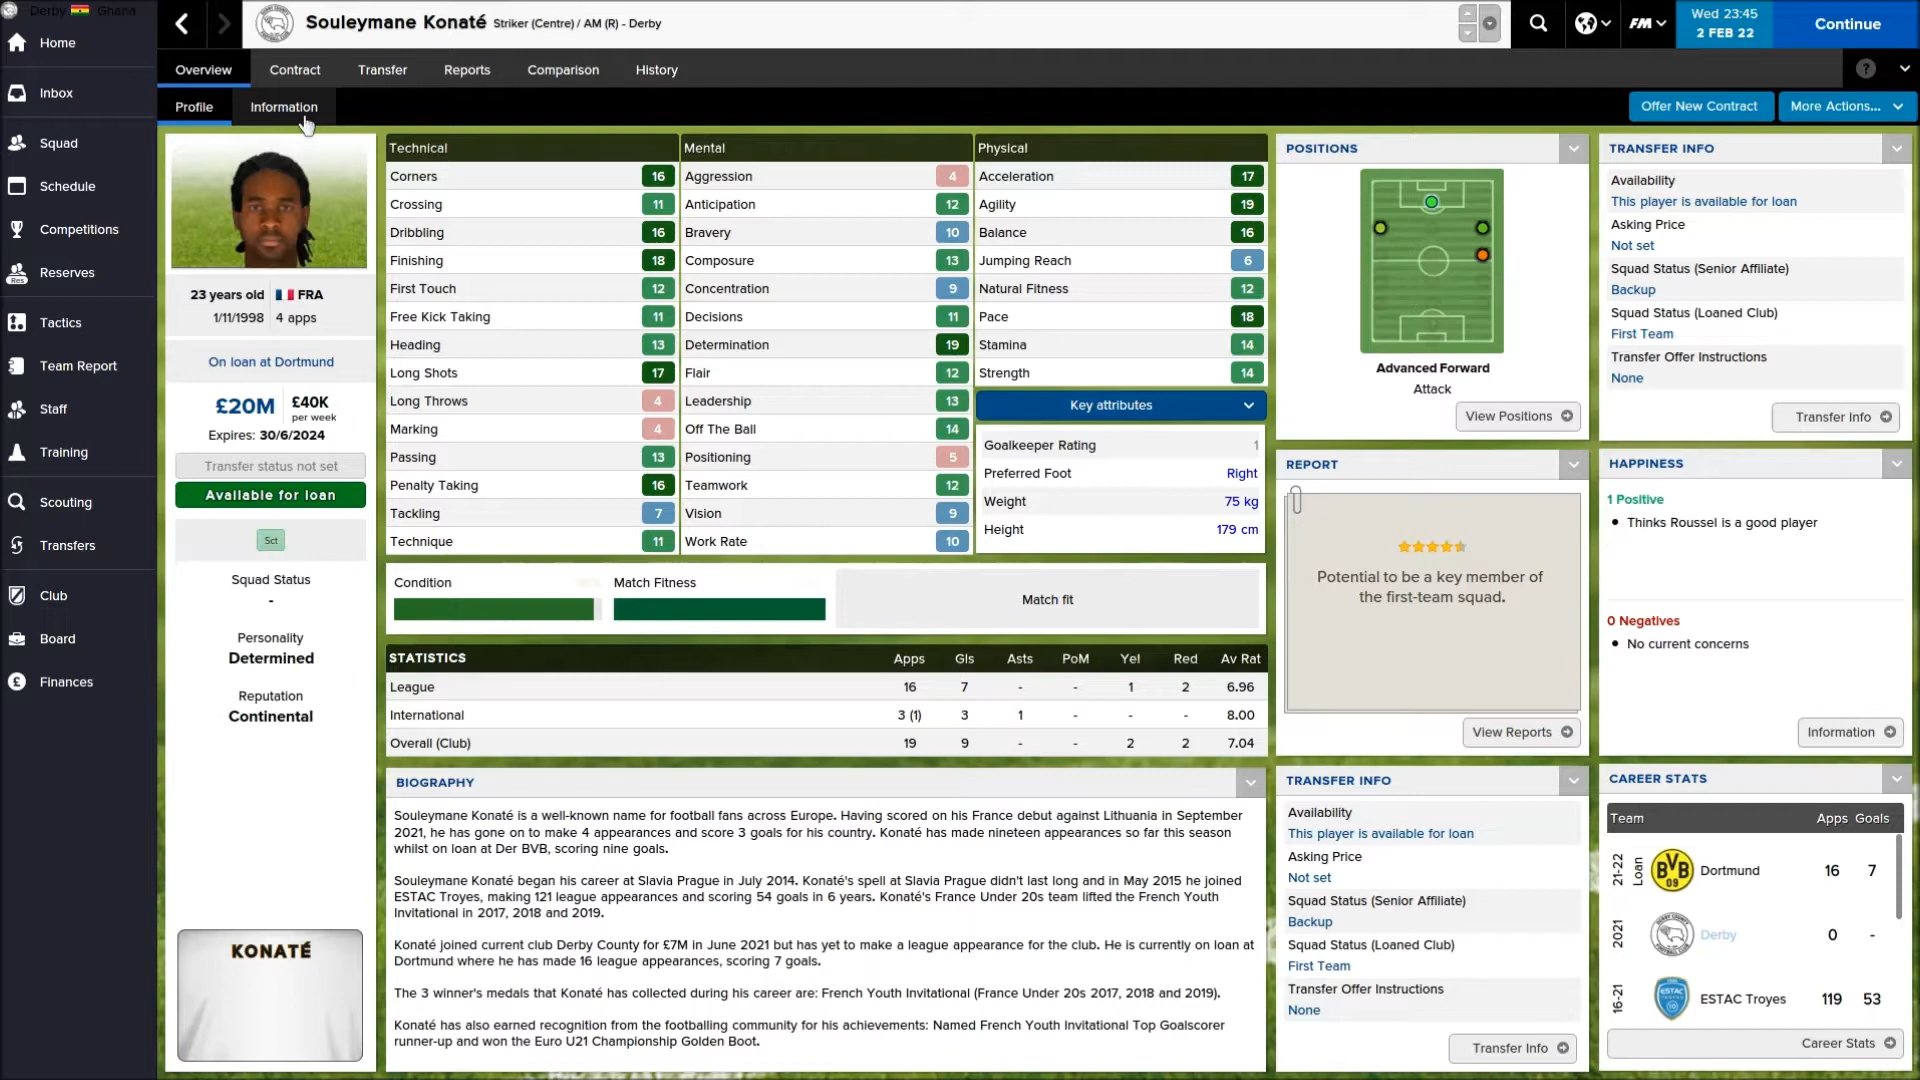 Derby Ghana
Home
Inbox
Squad
Schedule
Competitions
Reserves
Tactics
Team Report
Staff
Training
Scouting
Transfers
Club
Board
Finances
Souleymane Konaté Striker (Centre) / AM (R) - Derby
FM
Wed 23:45
2 FEB 22
Continue
Overview Contract Transfer Reports Comparison History
?
Profile Information
Offer New Contract More Actions...
23 years old FRA
1/11/1998 4 apps
On loan at Dortmund
£20M £40K
per week
Expires: 30/6/2024
Transfer status not set
Available for loan
Sct
Squad Status
-
Personality
Determined
Reputation
Continental
KONATÉ
Technical
Corners 16
Crossing 11
Dribbling 16
Finishing 18
First Touch 12
Free Kick Taking 11
Heading 13
Long Shots 17
Long Throws 4
Marking 4
Passing 13
Penalty Taking 16
Tackling 7
Technique 11
Mental
Aggression 4
Anticipation 12
Bravery 10
Composure 13
Concentration 9
Decisions 11
Determination 19
Flair 12
Leadership 13
Off The Ball 14
Positioning 5
Teamwork 12
Vision 9
Work Rate 10
Physical
Acceleration 17
Agility 19
Balance 16
Jumping Reach 6
Natural Fitness 12
Pace 18
Stamina 14
Strength 14
Key attributes
Goalkeeper Rating 1
Preferred Foot Right
Weight 75 kg
Height 179 cm
Condition Match Fitness
Match fit
STATISTICS Apps Gls Asts PoM Yel Red Av Rat
League 16 7 - - 1 2 6.96
International 3 (1) 3 1 - - - 8.00
Overall (Club) 19 9 - - 2 2 7.04
BIOGRAPHY
Souleymane Konaté is a well-known name for football fans across Europe. Having scored on his France debut against Lithuania in September
2021, he has gone on to make 4 appearances and score 3 goals for his country. Konaté has made nineteen appearances so far this season
whilst on loan at Der BVB, scoring nine goals.
Souleymane Konaté began his career at Slavia Prague in July 2014. Konaté's spell at Slavia Prague didn't last long and in May 2015 he joined
ESTAC Troyes, making 121 league appearances and scoring 54 goals in 6 years. Konaté's France Under 20s team lifted the French Youth
Invitational in 2017, 2018 and 2019.
Konaté joined current club Derby County for £7M in June 2021 but has yet to make a league appearance for the club. He is currently on loan at
Dortmund where he has made 16 league appearances, scoring 7 goals.
The 3 winner's medals that Konaté has collected during his career are: French Youth Invitational (France Under 20s 2017, 2018 and 2019).
Konaté has also earned recognition from the footballing community for his achievements: Named French Youth Invitational Top Goalscorer
runner-up and won the Euro U21 Championship Golden Boot.
POSITIONS
Advanced Forward
Attack
View Positions
REPORT
Potential to be a key member of
the first-team squad.
View Reports
TRANSFER INFO
Availability
This player is available for loan
Asking Price
Not set
Squad Status (Senior Affiliate)
Backup
Squad Status (Loaned Club)
First Team
Transfer Offer Instructions
None
Transfer Info
TRANSFER INFO
Availability
This player is available for loan
Asking Price
Not set
Squad Status (Senior Affiliate)
Backup
Squad Status (Loaned Club)
First Team
Transfer Offer Instructions
None
Transfer Info
HAPPINESS
1 Positive
• Thinks Roussel is a good player
0 Negatives
• No current concerns
Information
CAREER STATS
Team Apps Goals
21-22 Loan BVB 09 Dortmund 16 7
2021 Derby 0 -
16-21 ESTAC Troyes 119 53
Career Stats